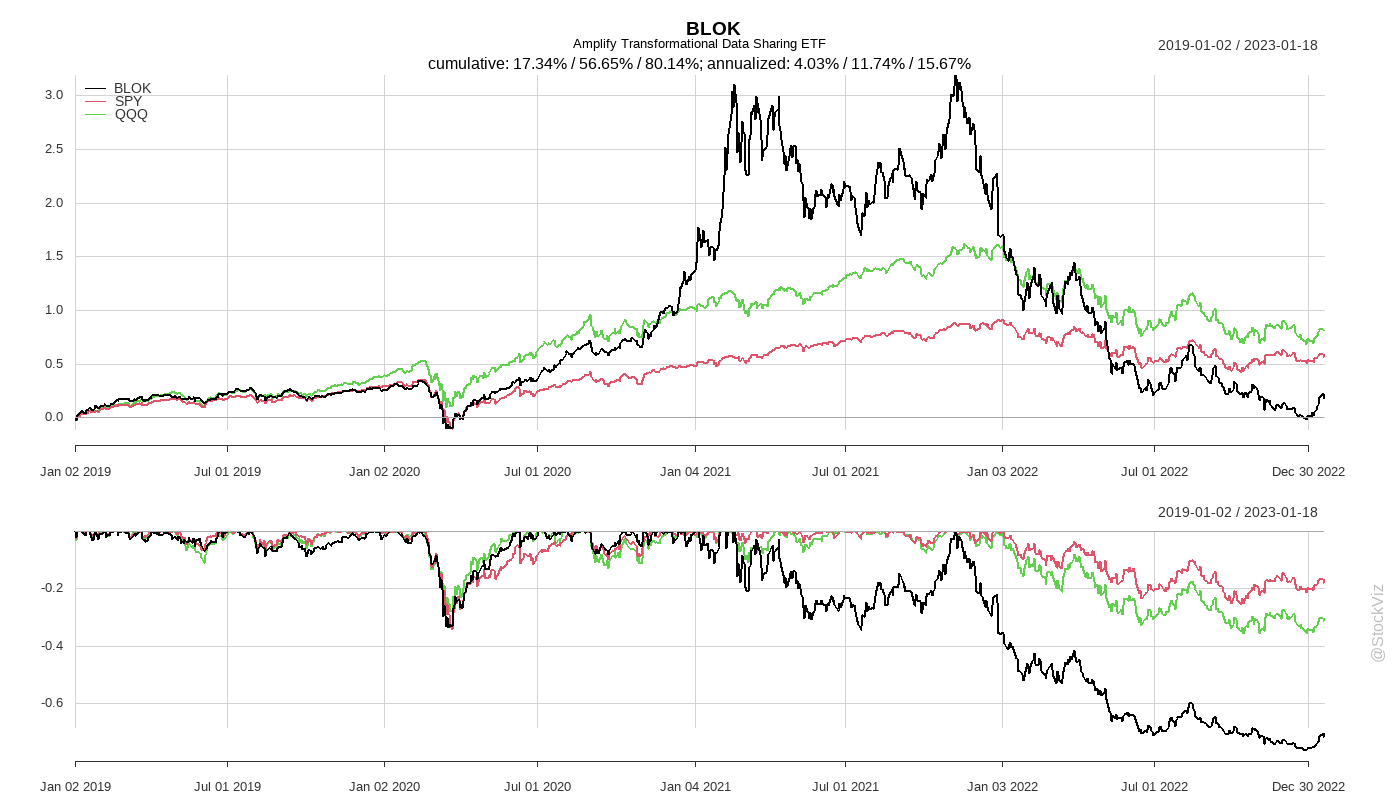 BLOK
Amplify Transformational Data Sharing ETF
2019-01-02 / 2023-01-18
cumulative: 17.34% / 56.65% / 80.14%; annualized: 4.03% / 11.74% / 15.67%
BLOK
SPY
QQQ
3.0
2.5
2.0
1.5
1.0
0.5
0.0
Jan 02 2019 Jul 01 2019 Jan 02 2020 Jul 01 2020 Jan 04 2021 Jul 01 2021 Jan 03 2022 Jul 01 2022 Dec 30 2022
2019-01-02 / 2023-01-18
-0.2
-0.4
-0.6
Jan 02 2019 Jul 01 2019 Jan 02 2020 Jul 01 2020 Jan 04 2021 Jul 01 2021 Jan 03 2022 Jul 01 2022 Dec 30 2022
@StockViz